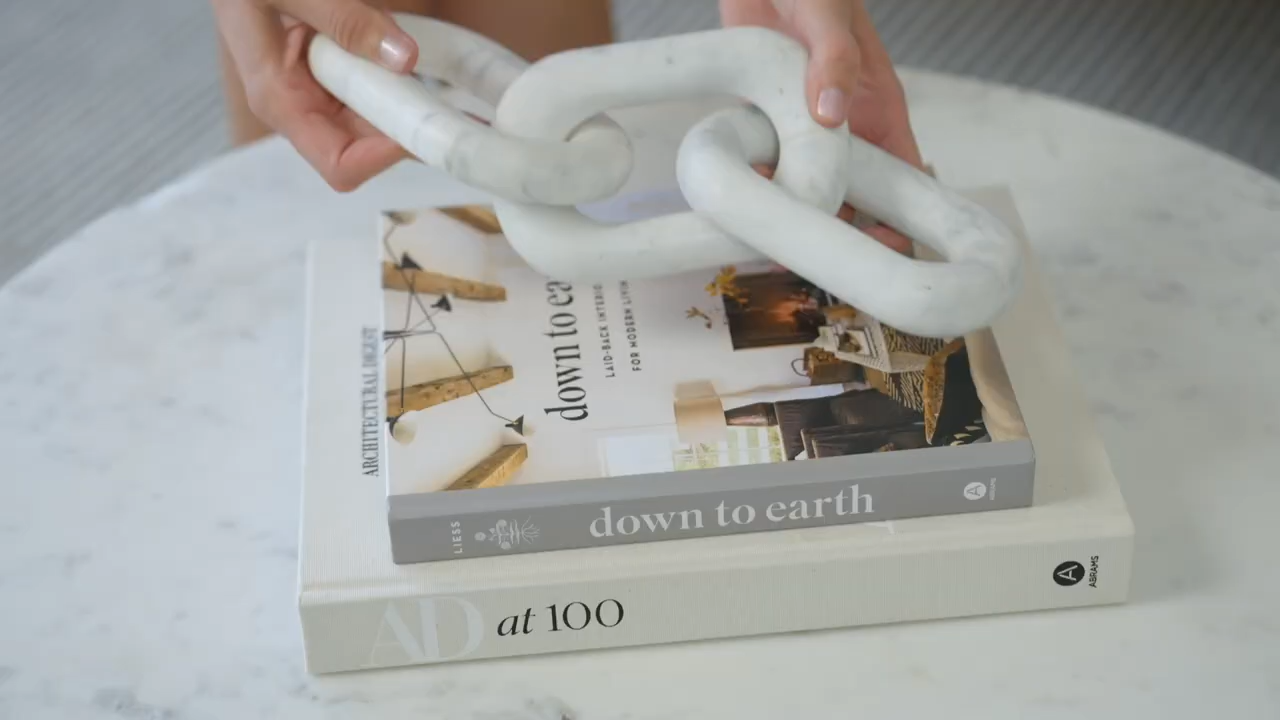 ARCHITECTURAL DIGEST
down to ea
LAID-BACK INTERIO
FOR MODERN LIVIN
LIESS
down to earth
A
ABRAMS
AD at 100
A
ABRAMS